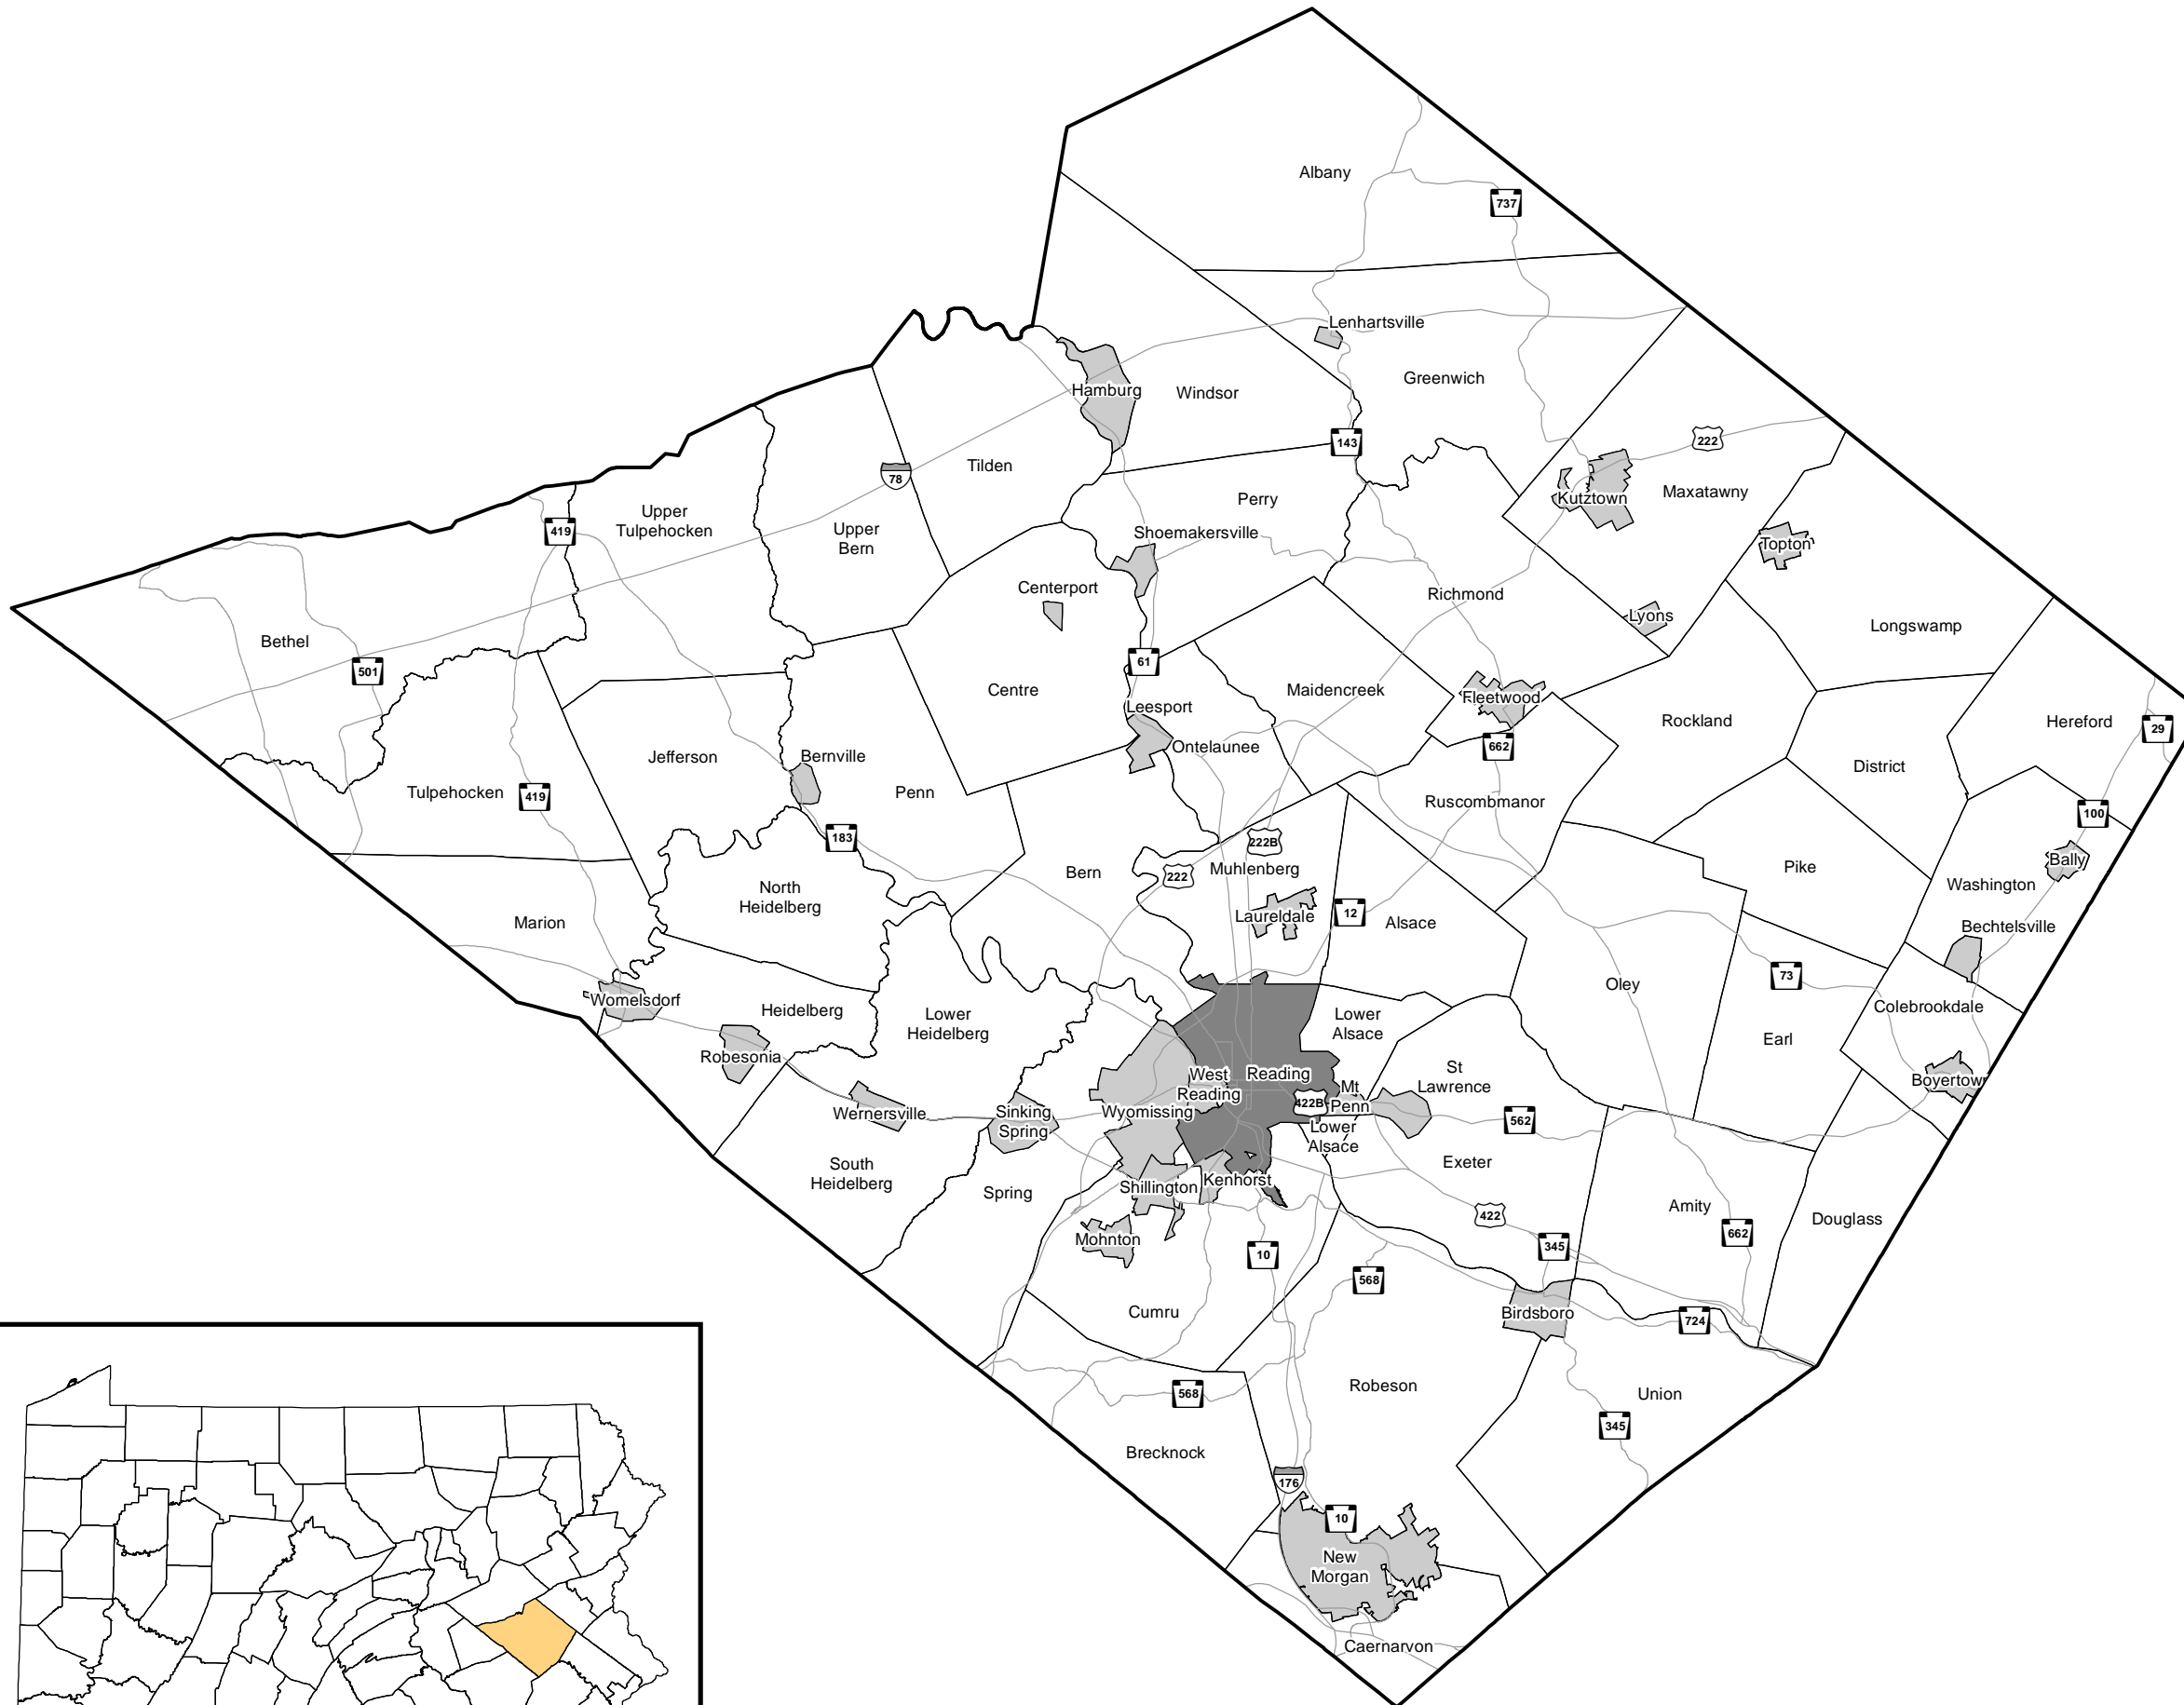 Albany
737
Lenhartsville
Greenwich
Hamburg
Windsor
143
222
Tilden
78
Kutztown
Maxatawny
Perry
Upper
Tulpehocken
419
Upper
Bern
Shoemakersville
Topton
Centerport
Richmond
Lyons
Longswamp
Bethel
501
61
Centre
Maidencreek
Fleetwood
Leesport
Rockland
Hereford
29
Ontelaunee
662
Jefferson
Bernville
District
Tulpehocken
419
Penn
Ruscombmanor
100
183
222B
Muhlenberg
Bern
222
Pike
Bally
Washington
North
Heidelberg
Laureldale
12
Alsace
Marion
Bechtelsville
73
Oley
Womelsdorf
Heidelberg
Lower
Heidelberg
Lower
Alsace
Colebrookdale
Earl
Robesonia
West
Reading
Reading
St
Lawrence
Boyertow
Mt
Penn
422B
Wernersville
Sinking
Spring
Wyomissing
562
Lower
Alsace
South
Heidelberg
Exeter
Spring
Shillington
Kenhorst
Amity
Douglass
422
662
Mohnton
10
345
568
Cumru
Birdsboro
724
568
Robeson
Union
345
Brecknock
176
10
New
Morgan
Caernarvon